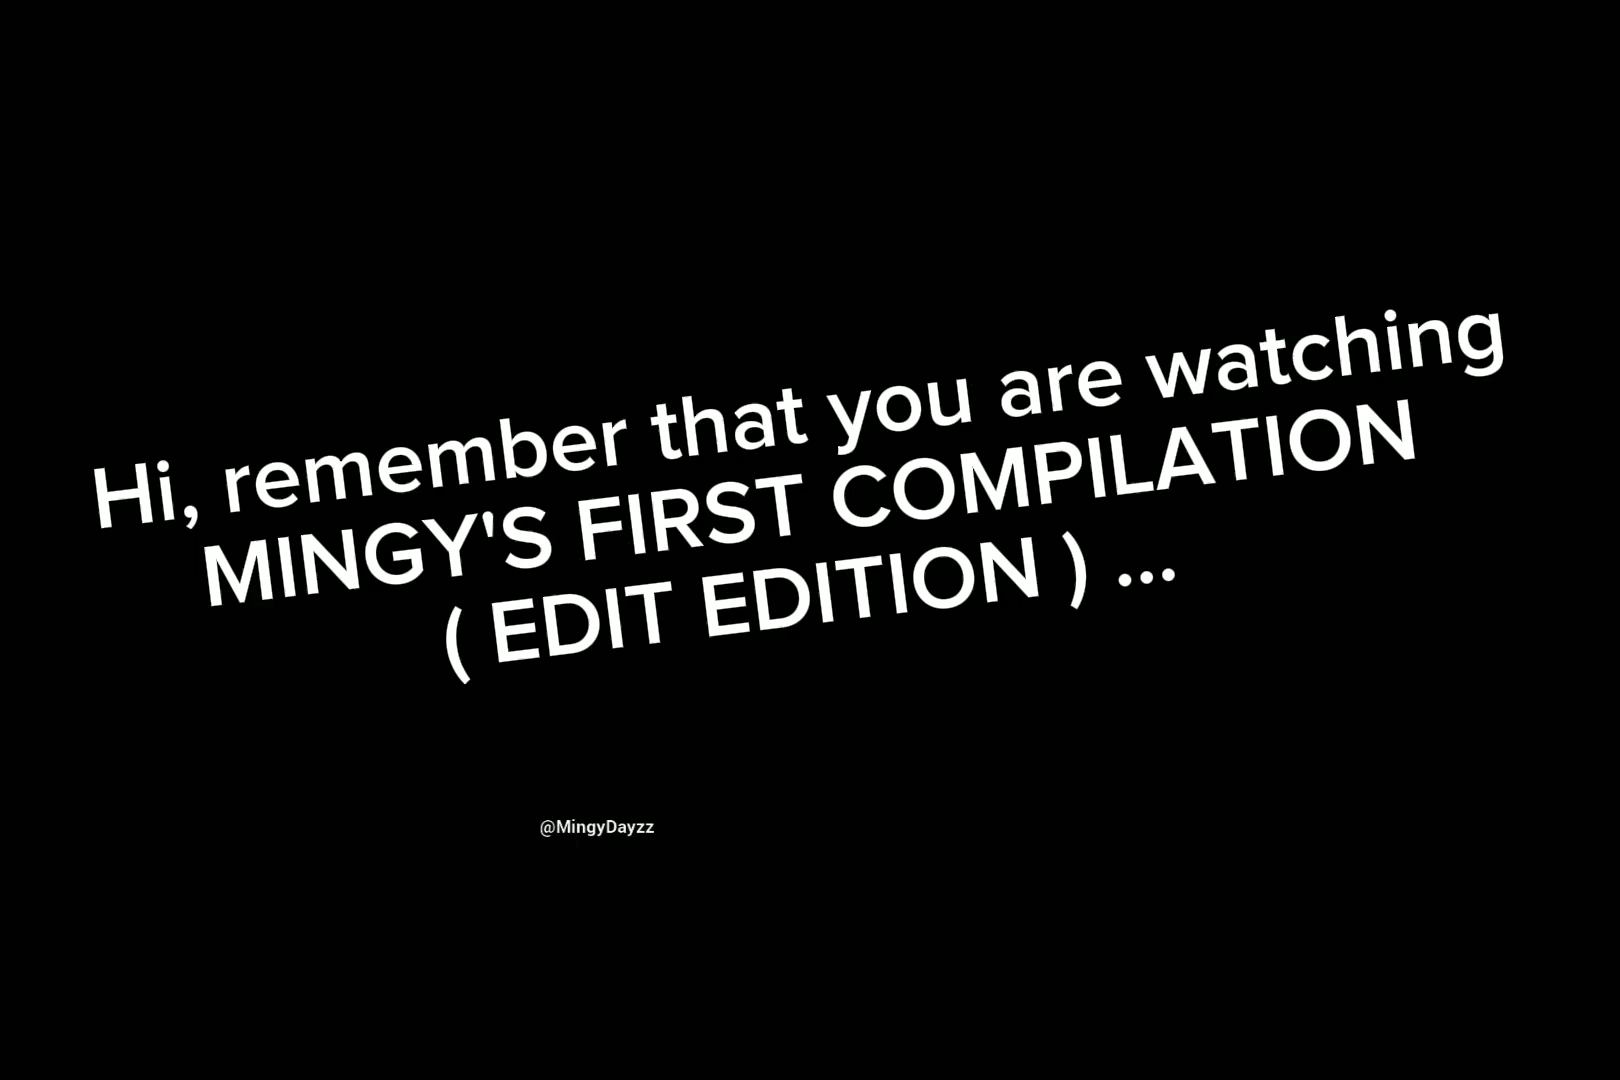 Hi, remember that you are watching
MINGY'S FIRST COMPILATION
( EDIT EDITION ) ...
@MingyDayzz